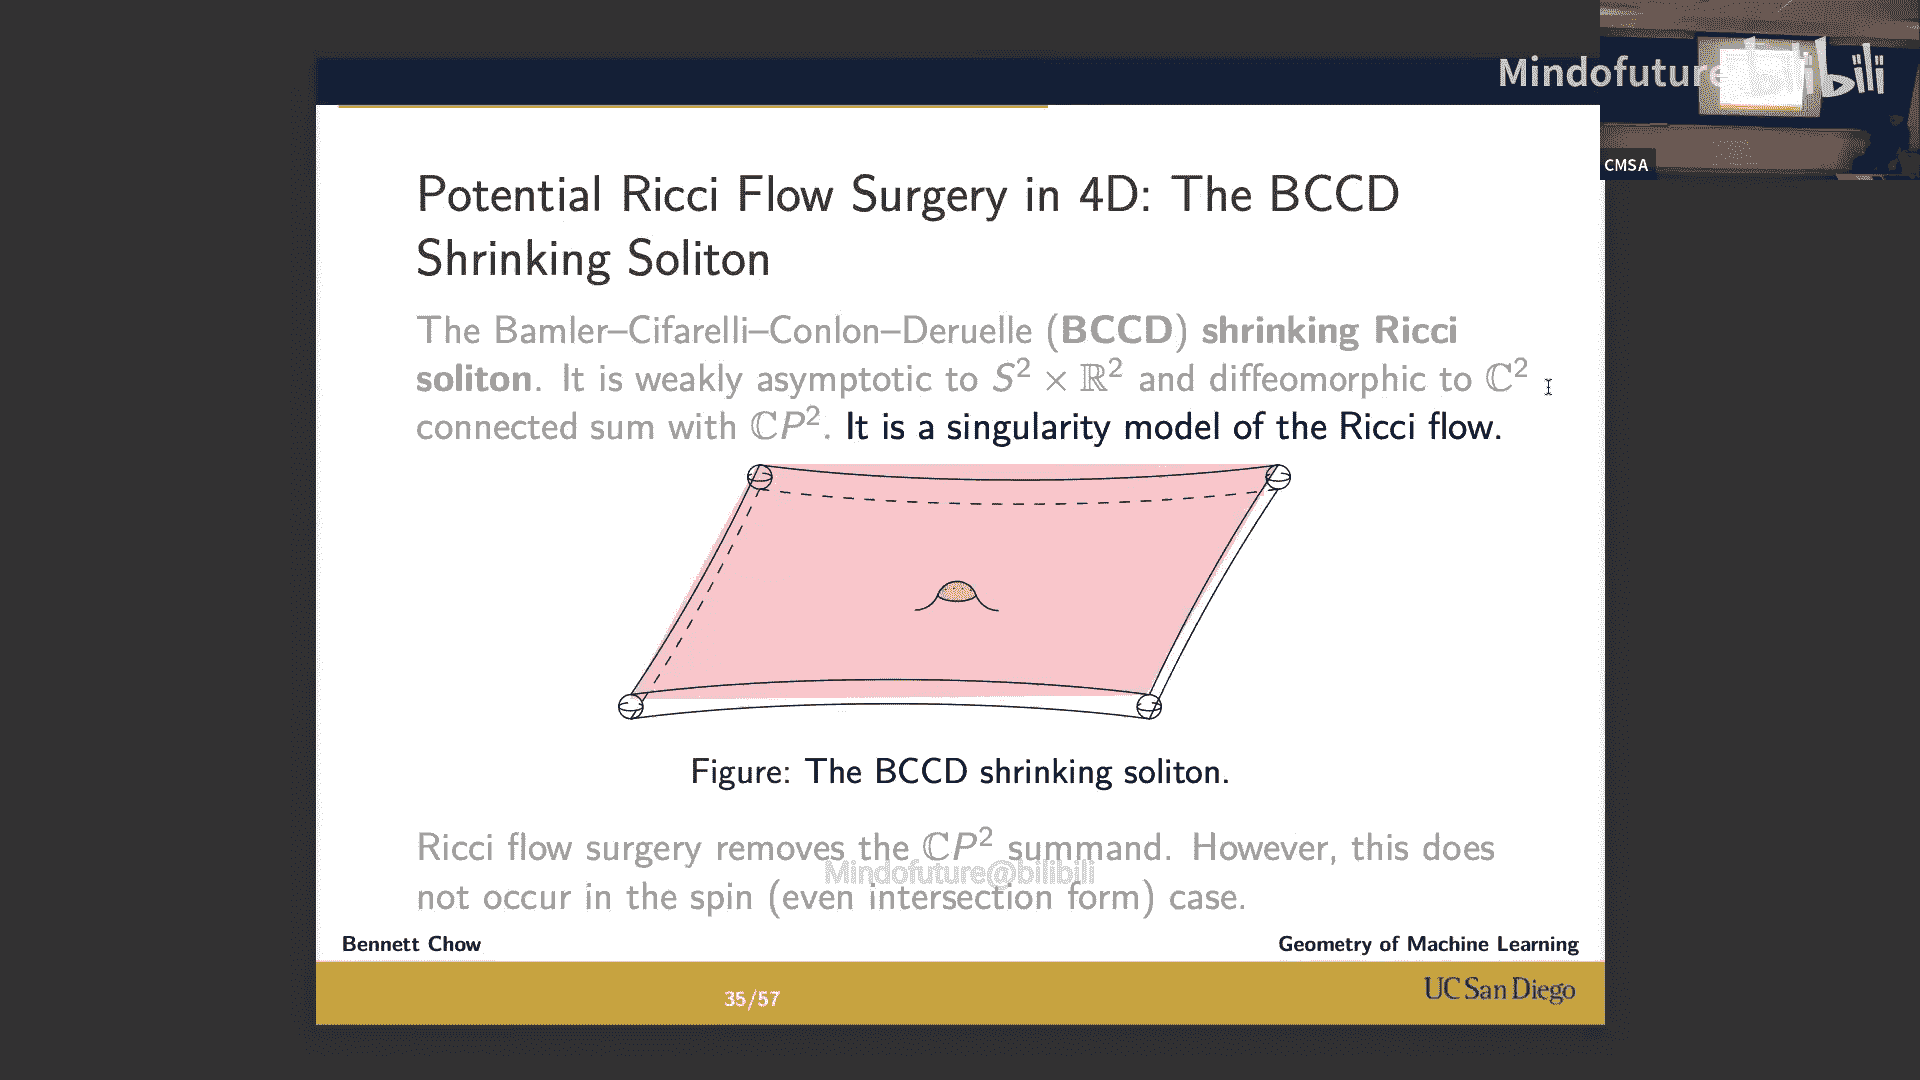 Mindofuture bilibili
CMSA
Potential Ricci Flow Surgery in 4D: The BCCD
Shrinking Soliton
The Bamler–Cifarelli–Conlon–Deruelle (BCCD) shrinking Ricci
soliton. It is weakly asymptotic to S² × ℝ² and diffeomorphic to ℂ²
connected sum with ℂP². It is a singularity model of the Ricci flow.
Figure: The BCCD shrinking soliton.
Ricci flow surgery removes the ℂP² summand. However, this does
Mindofuture@bilibili
not occur in the spin (even intersection form) case.
Bennett Chow
Geometry of Machine Learning
35/57
UC San Diego